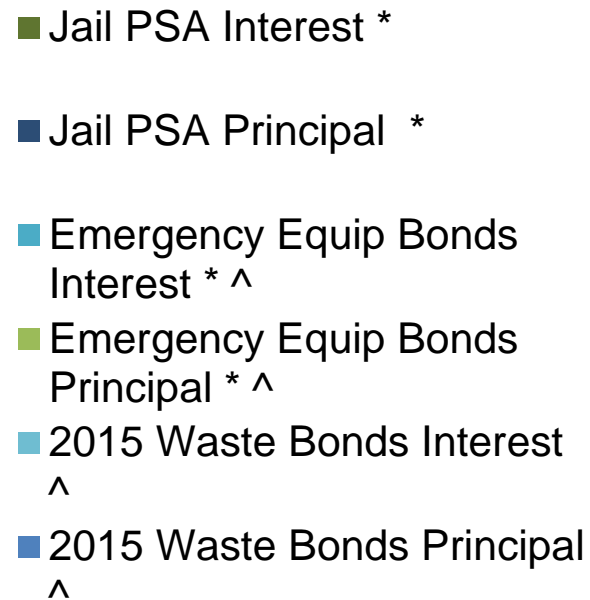 Jail PSA Interest *
Jail PSA Principal *
Emergency Equip Bonds
Interest * ^
Emergency Equip Bonds
Principal * ^
2015 Waste Bonds Interest
^
2015 Waste Bonds Principal
^